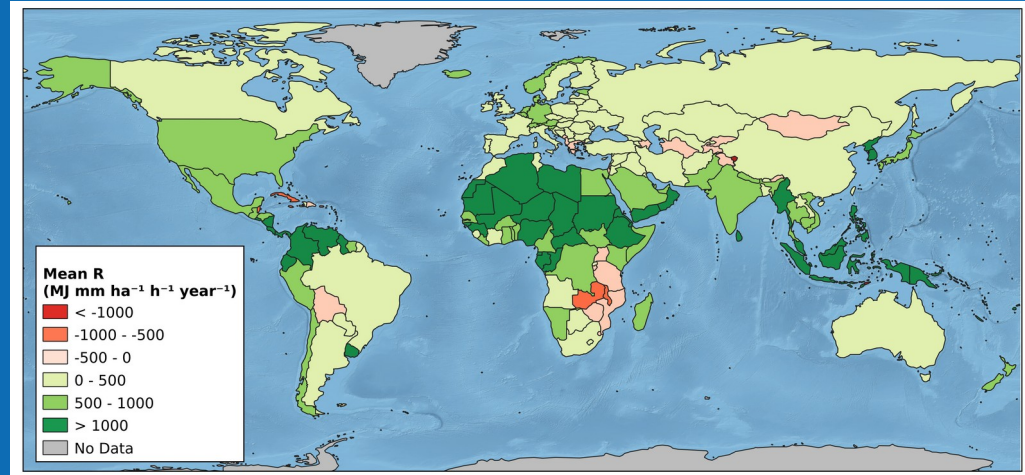 Mean R
(MJ mm ha⁻¹ h⁻¹ year⁻¹)
< -1000
-1000 - -500
-500 - 0
0 - 500
500 - 1000
> 1000
No Data